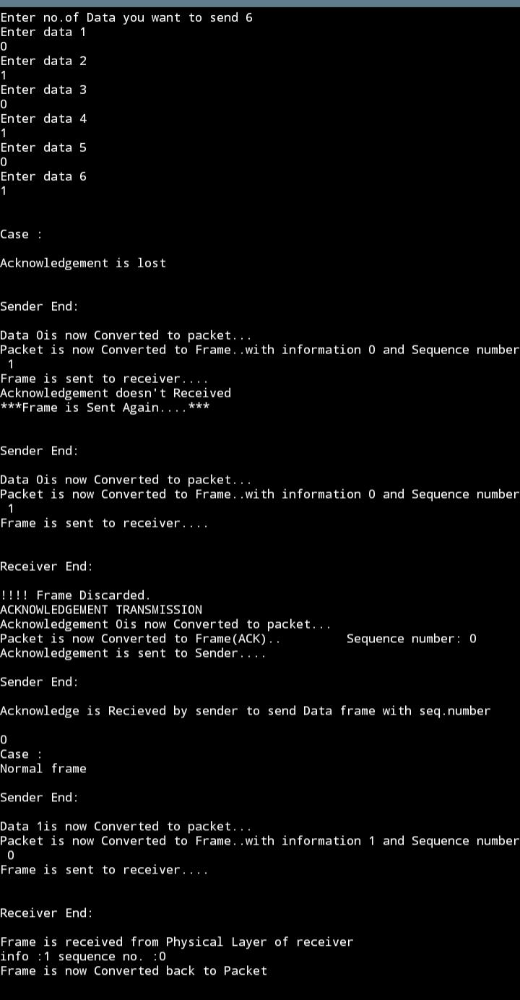 Enter no.of Data you want to send 6
Enter data 1
0
Enter data 2
1
Enter data 3
0
Enter data 4
1
Enter data 5
0
Enter data 6
1
Case :
Acknowledgement is lost
Sender End:
Data 0is now Converted to packet...
Packet is now Converted to Frame..with information 0 and Sequence number
1
Frame is sent to receiver....
Acknowledgement doesn't Received
***Frame is Sent Again....***
Sender End:
Data 0is now Converted to packet...
Packet is now Converted to Frame..with information 0 and Sequence number
1
Frame is sent to receiver....
Receiver End:
!!!! Frame Discarded.
ACKNOWLEDGEMENT TRANSMISSION
Acknowledgement 0is now Converted to packet...
Packet is now Converted to Frame(ACK)..         Sequence number: 0
Acknowledgement is sent to Sender....
Sender End:
Acknowledge is Recieved by sender to send Data frame with seq.number
0
Case :
Normal frame
Sender End:
Data 1is now Converted to packet...
Packet is now Converted to Frame..with information 1 and Sequence number
0
Frame is sent to receiver....
Receiver End:
Frame is received from Physical Layer of receiver
info :1 sequence no. :0
Frame is now Converted back to Packet